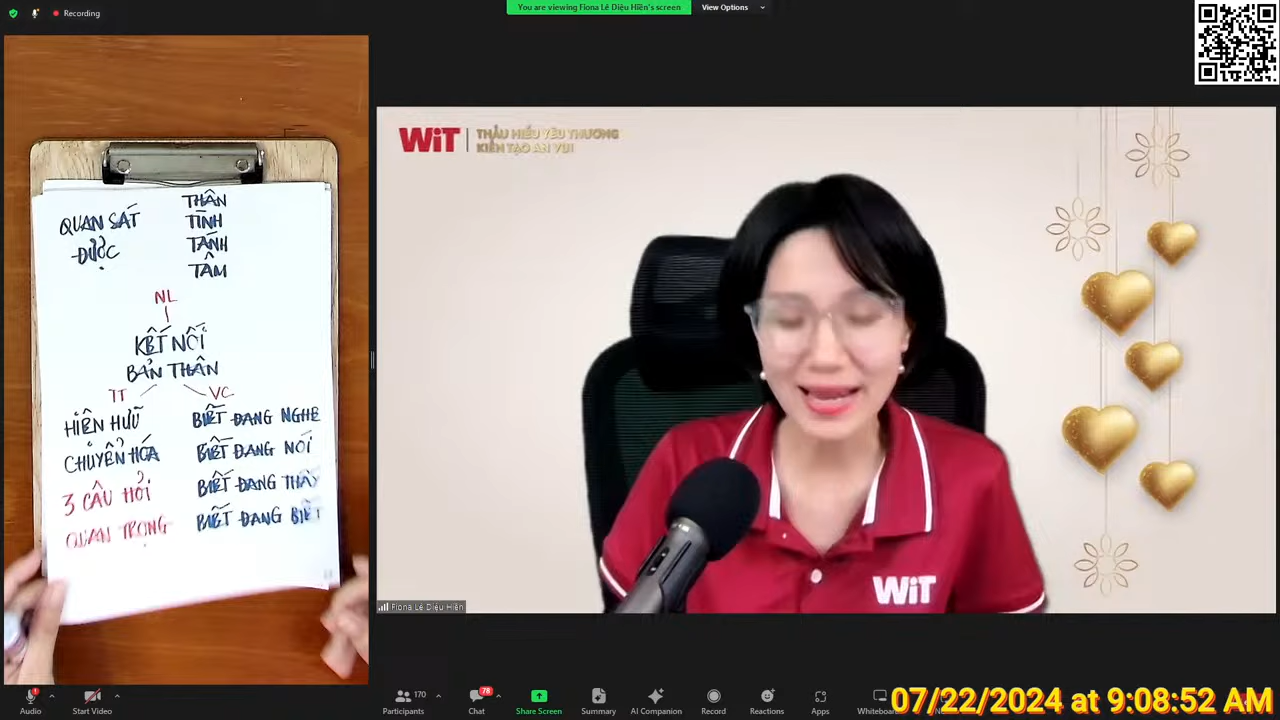 Recording
You are viewing Fiona Lê Diệu Hiền's screen
View Options
QUAN SÁT
ĐƯỢC
THÂN
TÌNH
TÁNH
TÂM
NL
KẾT NỐI
BẢN THÂN
TT
VC
HIỆN HỮU
CHUYỂN HÓA
3 CÂU HỎI
QUAN TRỌNG
BIẾT ĐANG NGHE
BIẾT ĐANG NÓI
BIẾT ĐANG THẤY
BIẾT ĐANG BIẾT
WiT
THẤU HIỂU YÊU THƯƠNG
KIẾN TẠO AN VUI
WiT
Fiona Lê Diệu Hiền
Audio
Start Video
Participants
170
Chat
78
Share Screen
Summary
AI Companion
Record
Reactions
Apps
Whiteboa
07/22/2024 at 9:08:52 AM